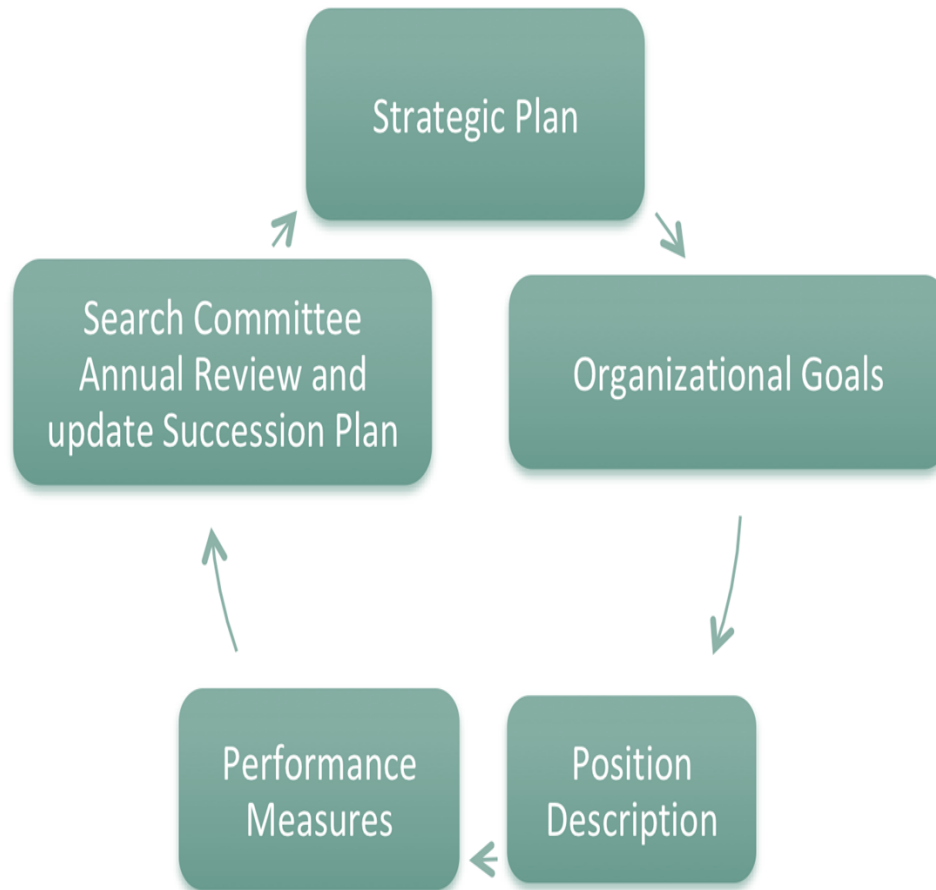 Strategic Plan
Organizational Goals
Position
Description
Performance
Measures
Search Committee
Annual Review and
update Succession Plan